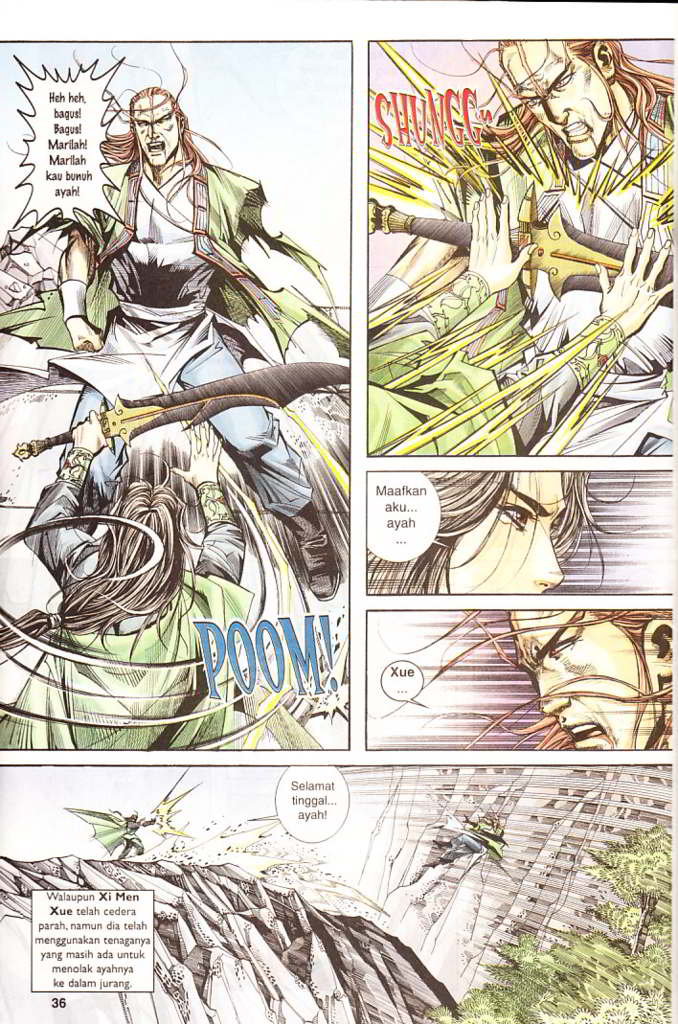 Heh heh,
bagus!
Bagus!
Marilah!
Marilah
kau bunuh
ayah!
POOM!
SHUNGG
Maafkan
aku...
ayah
...
Xue
...
Selamat
tinggal...
ayah!
Walaupun Xi Men
Xue telah cedera
parah, namun dia telah
menggunakan tenaganya
yang masih ada untuk
menolak ayahnya
ke dalam jurang.
36